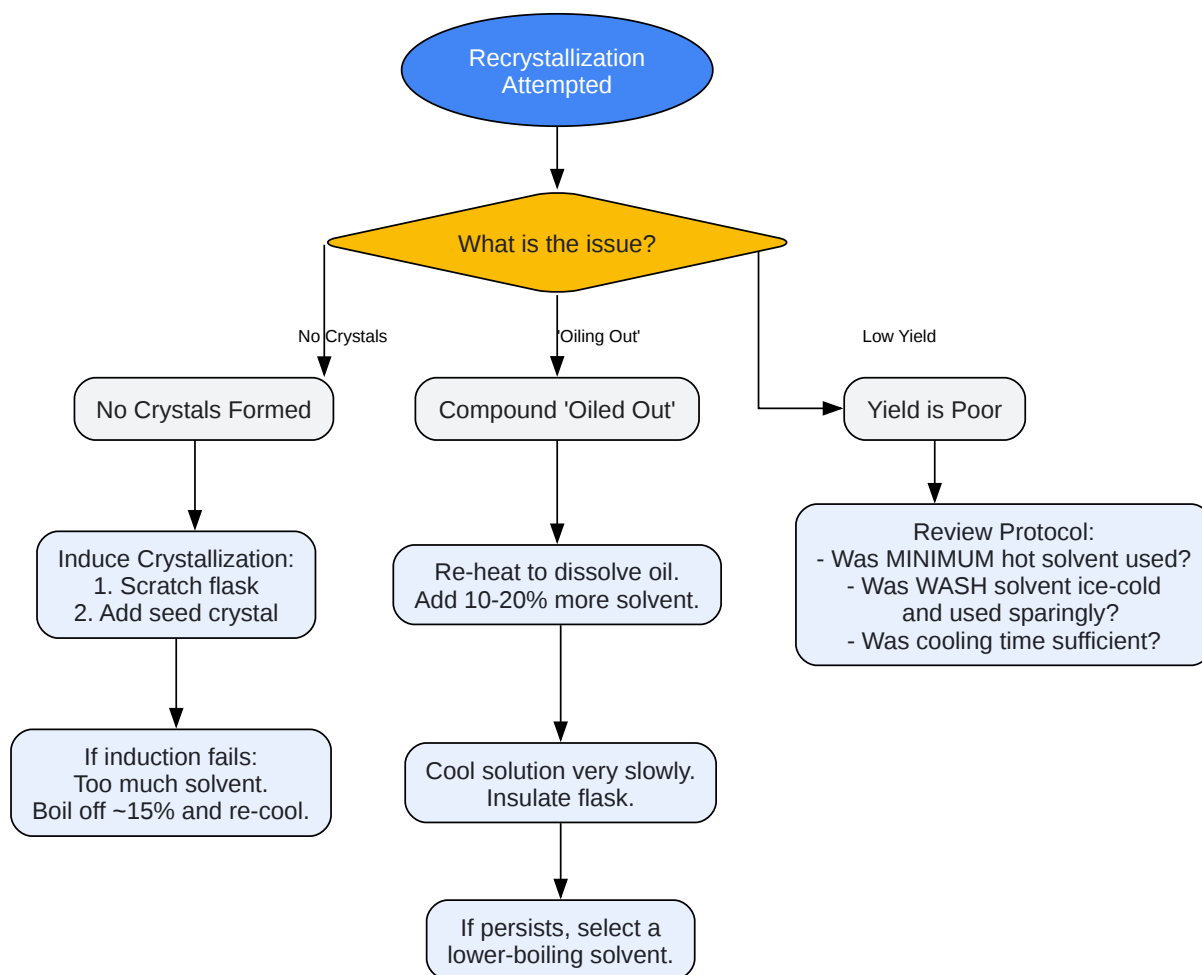 Recrystallization
Attempted
What is the issue?
No Crystals
'Oiling Out'
Low Yield
No Crystals Formed
Compound 'Oiled Out'
Yield is Poor
Induce Crystallization:
1. Scratch flask
2. Add seed crystal
Re-heat to dissolve oil.
Add 10-20% more solvent.
Review Protocol:
- Was MINIMUM hot solvent used?
- Was WASH solvent ice-cold
and used sparingly?
- Was cooling time sufficient?
If induction fails:
Too much solvent.
Boil off ~15% and re-cool.
Cool solution very slowly.
Insulate flask.
If persists, select a
lower-boiling solvent.